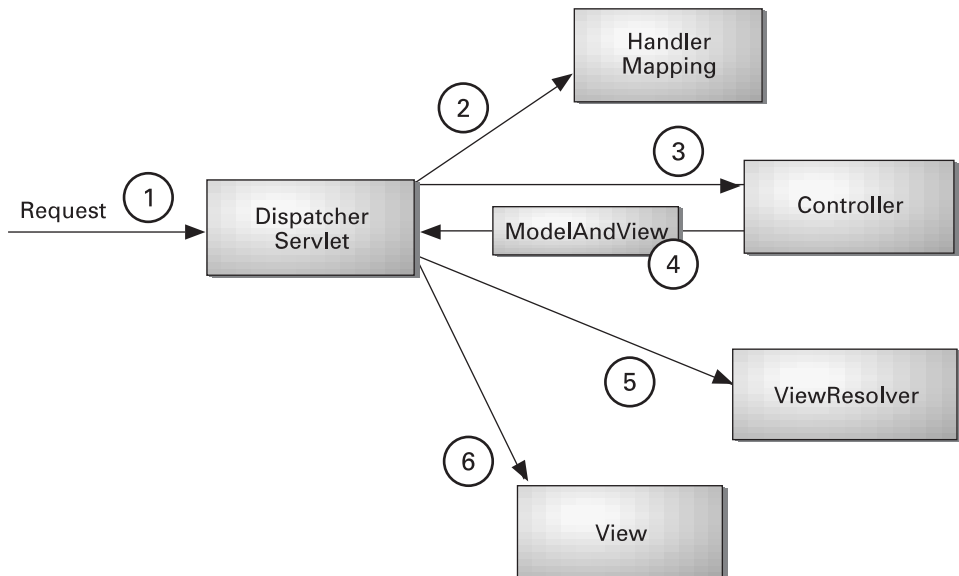 Handler
Mapping
2
3
1
Request
Dispatcher
Servlet
Controller
ModelAndView
4
5
ViewResolver
6
View